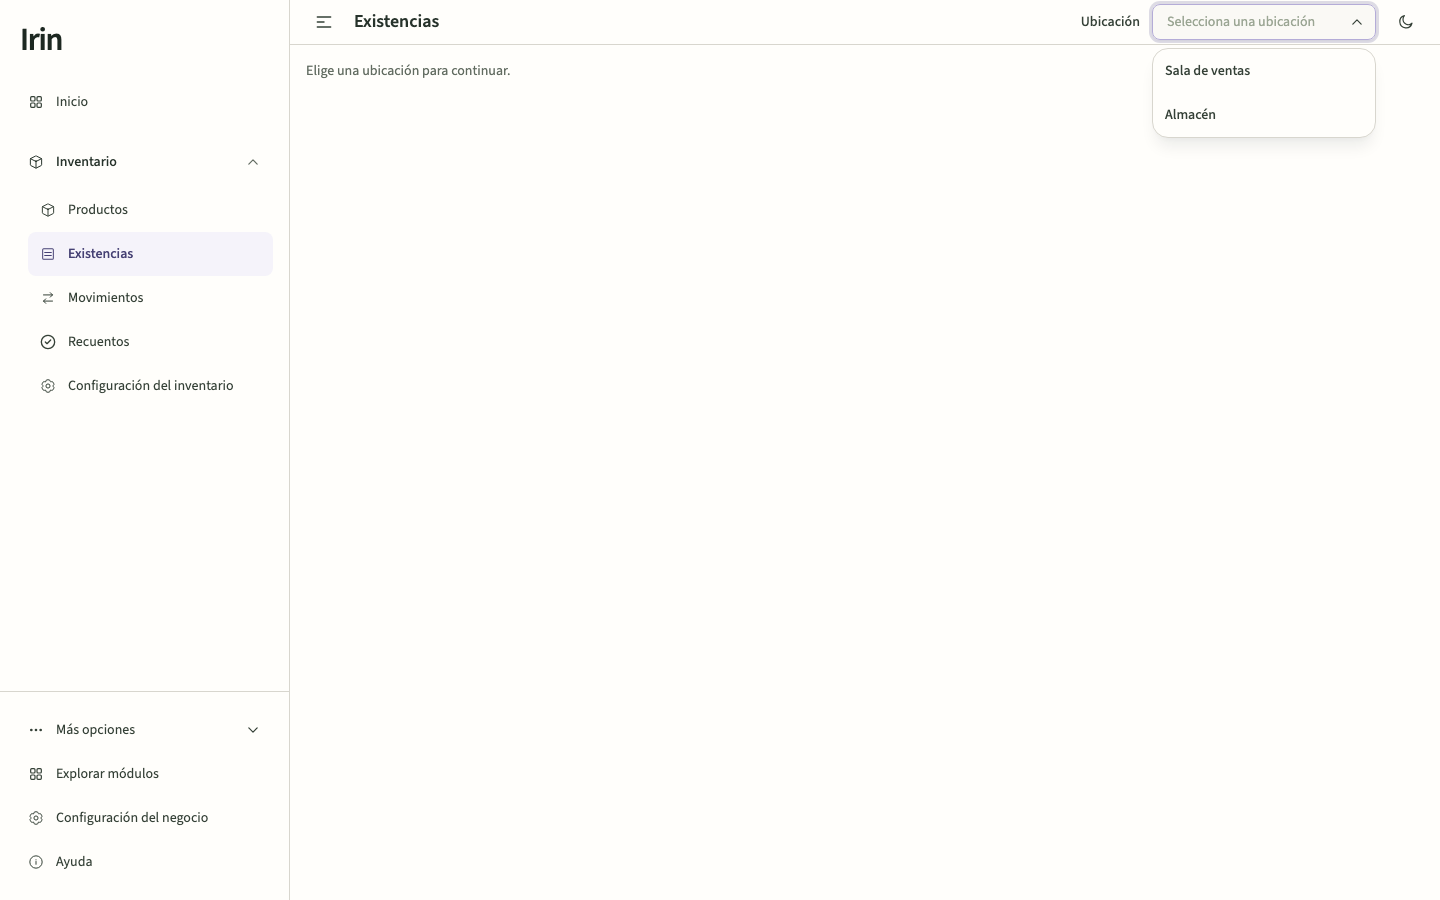 Irin
Inicio
Inventario
Productos
Existencias
Movimientos
Recuentos
Configuración del inventario
Más opciones
Explorar módulos
Configuración del negocio
Ayuda
Existencias
Ubicación
Selecciona una ubicación
Elige una ubicación para continuar.
Sala de ventas
Almacén